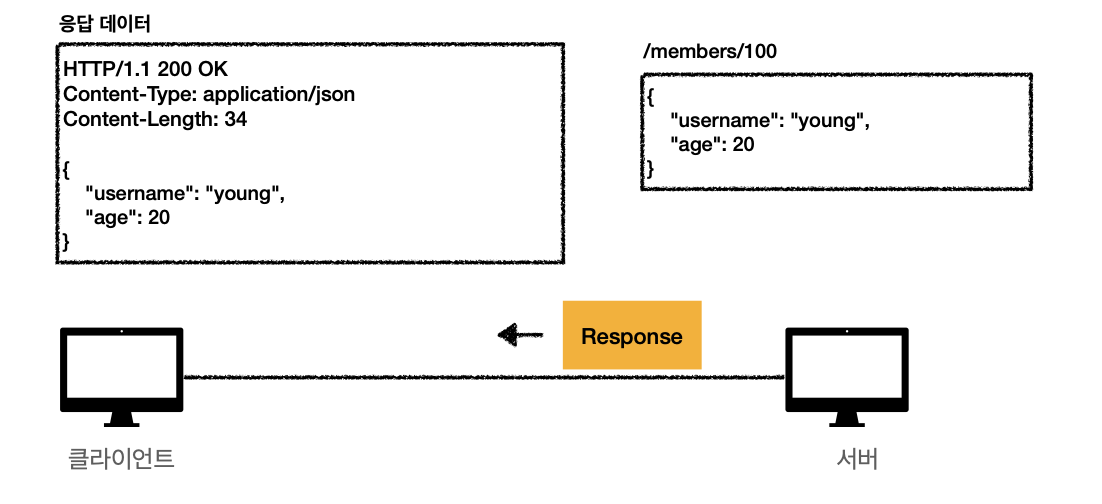 응답 데이터
HTTP/1.1 200 OK
Content-Type: application/json
Content-Length: 34
{
"username": "young",
"age": 20
}
/members/100
{
"username": "young",
"age": 20
}
Response
클라이언트
서버